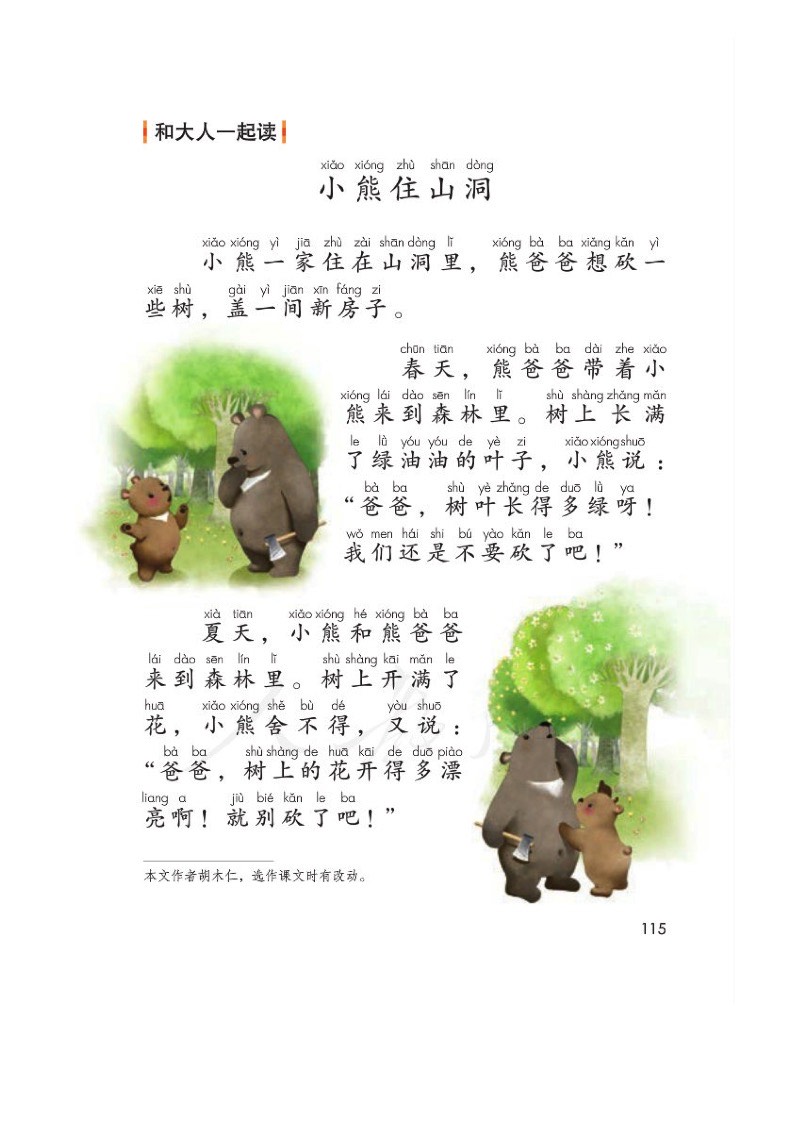 和大人一起读
xiǎo xióng zhù shān dòng
小熊住山洞
xiǎo xióng yì jiā zhù zài shān dòng lǐ xióng bà ba xiǎng kǎn yì
小熊一家住在山洞里，熊爸爸想砍一
xiē shù gài yì jiān xīn fáng zi
些树，盖一间新房子。
chūn tiān xióng bà ba dài zhe xiǎo
春天，熊爸爸带着小
xióng lái dào sēn lín lǐ shù shàng zhǎng mǎn
熊来到森林里。树上长满
le lǜ yóu yóu de yè zi xiǎo xióng shuō
了绿油油的叶子，小熊说：
bà ba shù yè zhǎng de duō lǜ ya
“爸爸，树叶长得多绿呀！
wǒ men hái shi bú yào kǎn le ba
我们还是不要砍了吧！”
xià tiān xiǎo xióng hé xióng bà ba
夏天，小熊和熊爸爸
lái dào sēn lín lǐ shù shàng kāi mǎn le
来到森林里。树上开满了
huā xiǎo xióng shě bù dé yòu shuō
花，小熊舍不得，又说：
bà ba shù shàng de huā kāi de duō piào
“爸爸，树上的花开得多漂
liang a jiù bié kǎn le ba
亮啊！就别砍了吧！”
本文作者胡木仁，选作课文时有改动。
115